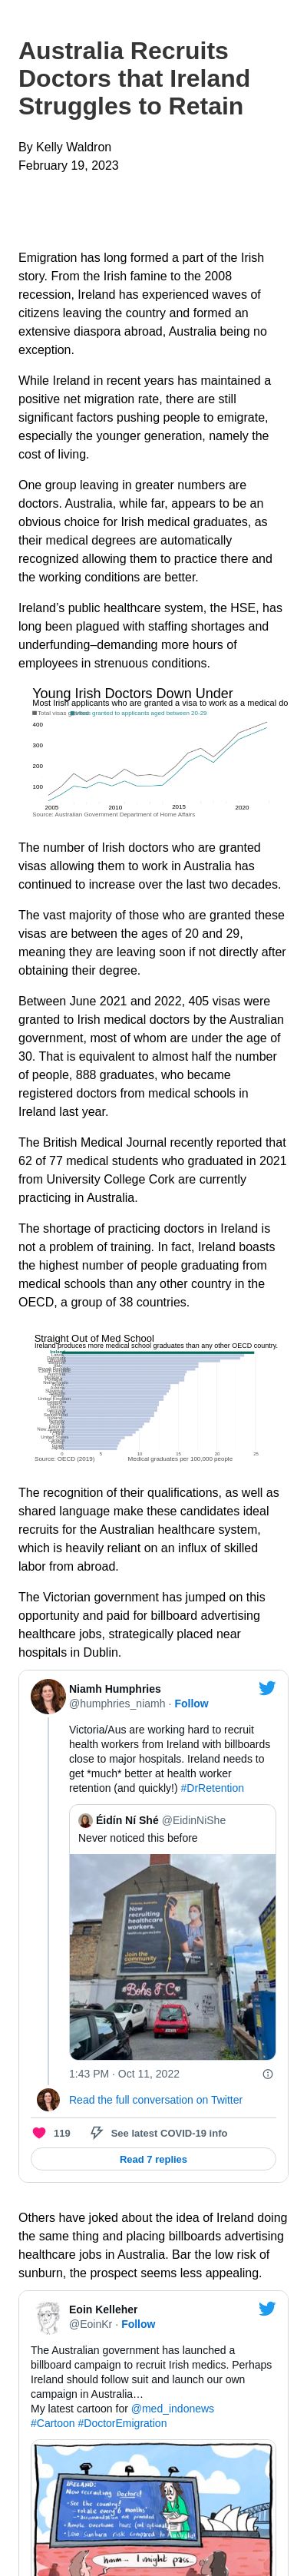 Australia Recruits
Doctors that Ireland
Struggles to Retain
By Kelly Waldron
February 19, 2023
Emigration has long formed a part of the Irish
story. From the Irish famine to the 2008
recession, Ireland has experienced waves of
citizens leaving the country and formed an
extensive diaspora abroad, Australia being no
exception.
While Ireland in recent years has maintained a
positive net migration rate, there are still
significant factors pushing people to emigrate,
especially the younger generation, namely the
cost of living.
One group leaving in greater numbers are
doctors. Australia, while far, appears to be an
obvious choice for Irish medical graduates, as
their medical degrees are automatically
recognized allowing them to practice there and
the working conditions are better.
Ireland’s public healthcare system, the HSE, has
long been plagued with staffing shortages and
underfunding–demanding more hours of
employees in strenuous conditions.
Young Irish Doctors Down Under
Most Irish applicants who are granted a visa to work as a medical do
Total visas granted to applicants aged between 20-29
400
300
200
100
2005 2010 2015 2020
Source: Australian Government Department of Home Affairs
The number of Irish doctors who are granted
visas allowing them to work in Australia has
continued to increase over the last two decades.
The vast majority of those who are granted these
visas are between the ages of 20 and 29,
meaning they are leaving soon if not directly after
obtaining their degree.
Between June 2021 and 2022, 405 visas were
granted to Irish medical doctors by the Australian
government, most of whom are under the age of
30. That is equivalent to almost half the number
of people, 888 graduates, who became
registered doctors from medical schools in
Ireland last year.
The British Medical Journal recently reported that
62 of 77 medical students who graduated in 2021
from University College Cork are currently
practicing in Australia.
The shortage of practicing doctors in Ireland is
not a problem of training. In fact, Ireland boasts
the highest number of people graduating from
medical schools than any other country in the
OECD, a group of 38 countries.
Straight Out of Med School
Ireland produces more medical school graduates than any other OECD country.
0 5 10 15 20 25
Source: OECD (2019) Medical graduates per 100,000 people
The recognition of their qualifications, as well as
shared language make these candidates ideal
recruits for the Australian healthcare system,
which is heavily reliant on an influx of skilled
labor from abroad.
The Victorian government has jumped on this
opportunity and paid for billboard advertising
healthcare jobs, strategically placed near
hospitals in Dublin.
Niamh Humphries
@humphries_niamh · Follow
Victoria/Aus are working hard to recruit
health workers from Ireland with billboards
close to major hospitals. Ireland needs to
get *much* better at health worker
retention (and quickly!) #DrRetention
Éidín Ní Shé @EidinNiShe
Never noticed this before
Now
recruiting
healthcare
workers.
Join the
community
Bohs F C
1:43 PM · Oct 11, 2022
Read the full conversation on Twitter
119 See latest COVID-19 info
Read 7 replies
Others have joked about the idea of Ireland doing
the same thing and placing billboards advertising
healthcare jobs in Australia. Bar the low risk of
sunburn, the prospect seems less appealing.
Eoin Kelleher
@EoinKr · Follow
The Australian government has launched a
billboard campaign to recruit Irish medics. Perhaps
Ireland should follow suit and launch our own
campaign in Australia…
My latest cartoon for @med_indonews
#Cartoon #DoctorEmigration
IRELAND:
Now recruiting Doctors!
- See the country!
- rotate every 6 months*
- Low sunburn risk compared to Australia!
hmm.. I might pass